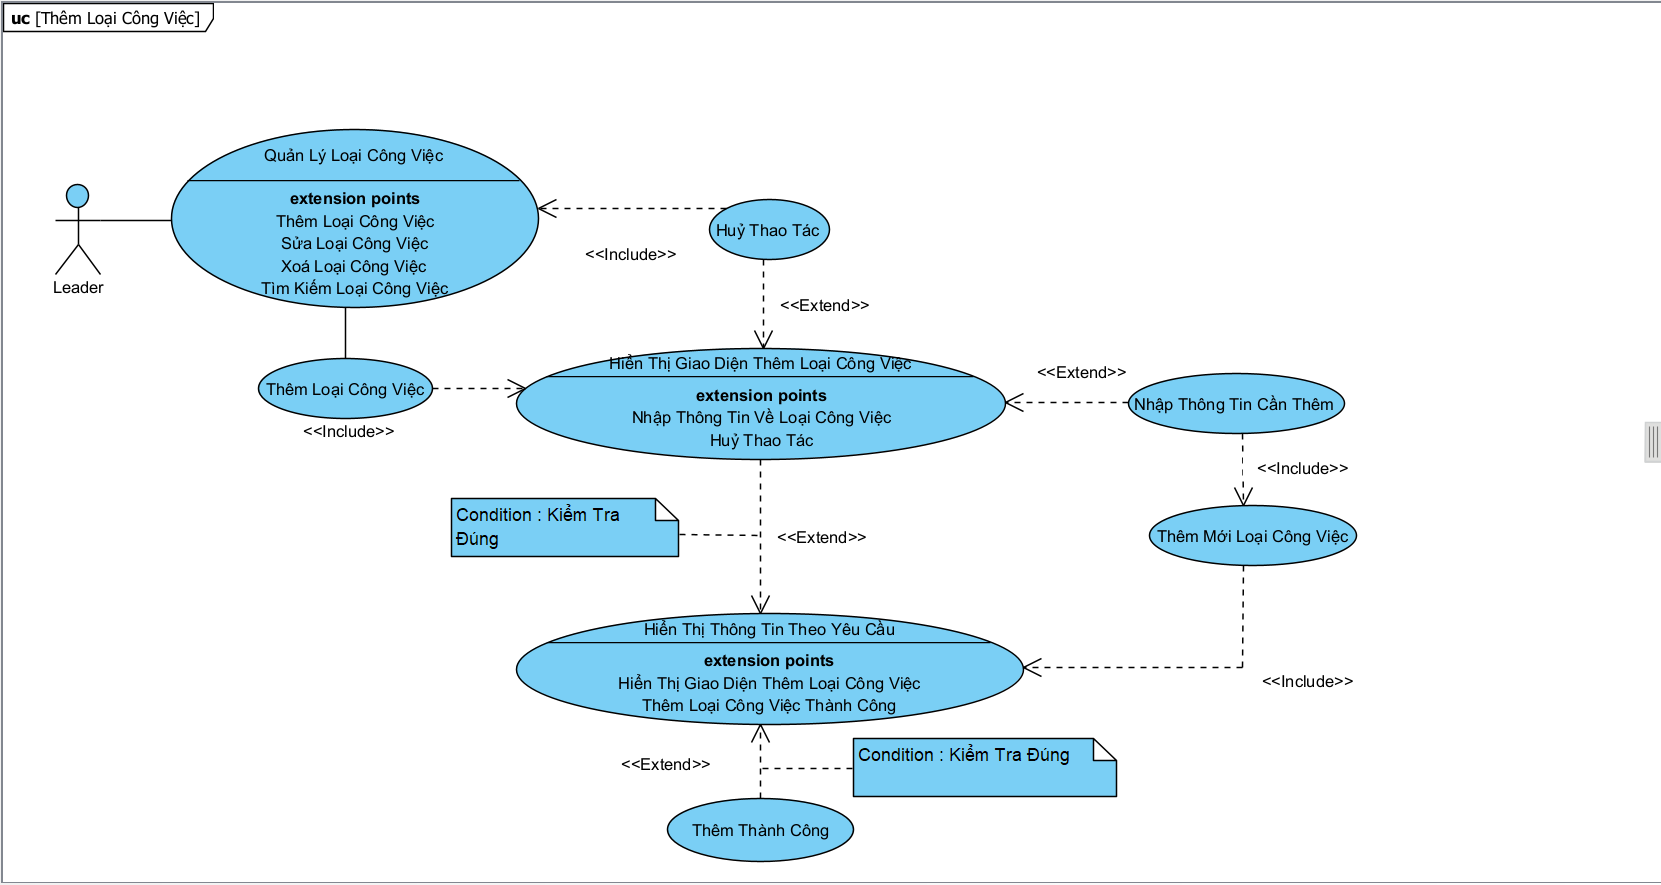 uc [Thêm Loại Công Việc]
Quản Lý Loại Công Việc
extension points
Thêm Loại Công Việc
Sửa Loại Công Việc
Xoá Loại Công Việc
Tìm Kiếm Loại Công Việc
Leader
Huỷ Thao Tác
<<Include>>
<<Extend>>
Thêm Loại Công Việc
<<Include>>
Hiển Thị Giao Diện Thêm Loại Công Việc
extension points
Nhập Thông Tin Về Loại Công Việc
Huỷ Thao Tác
<<Extend>>
Nhập Thông Tin Cần Thêm
<<Include>>
Condition : Kiểm Tra
Đúng
<<Extend>>
Thêm Mới Loại Công Việc
Hiển Thị Thông Tin Theo Yêu Cầu
extension points
Hiển Thị Giao Diện Thêm Loại Công Việc
Thêm Loại Công Việc Thành Công
<<Include>>
<<Extend>>
Condition : Kiểm Tra Đúng
Thêm Thành Công